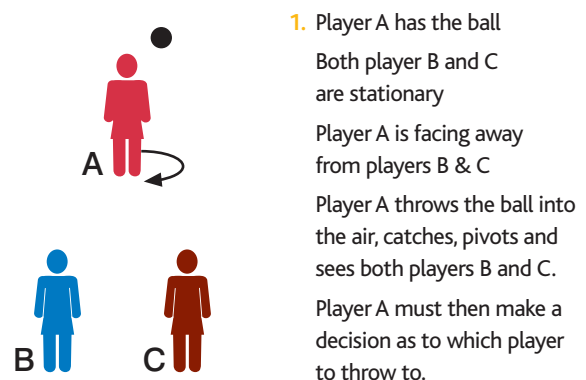 1. Player A has the ball
Both player B and C
are stationary
Player A is facing away
from players B & C
Player A throws the ball into
the air, catches, pivots and
sees both players B and C.
Player A must then make a
decision as to which player
to throw to.
A
B
C